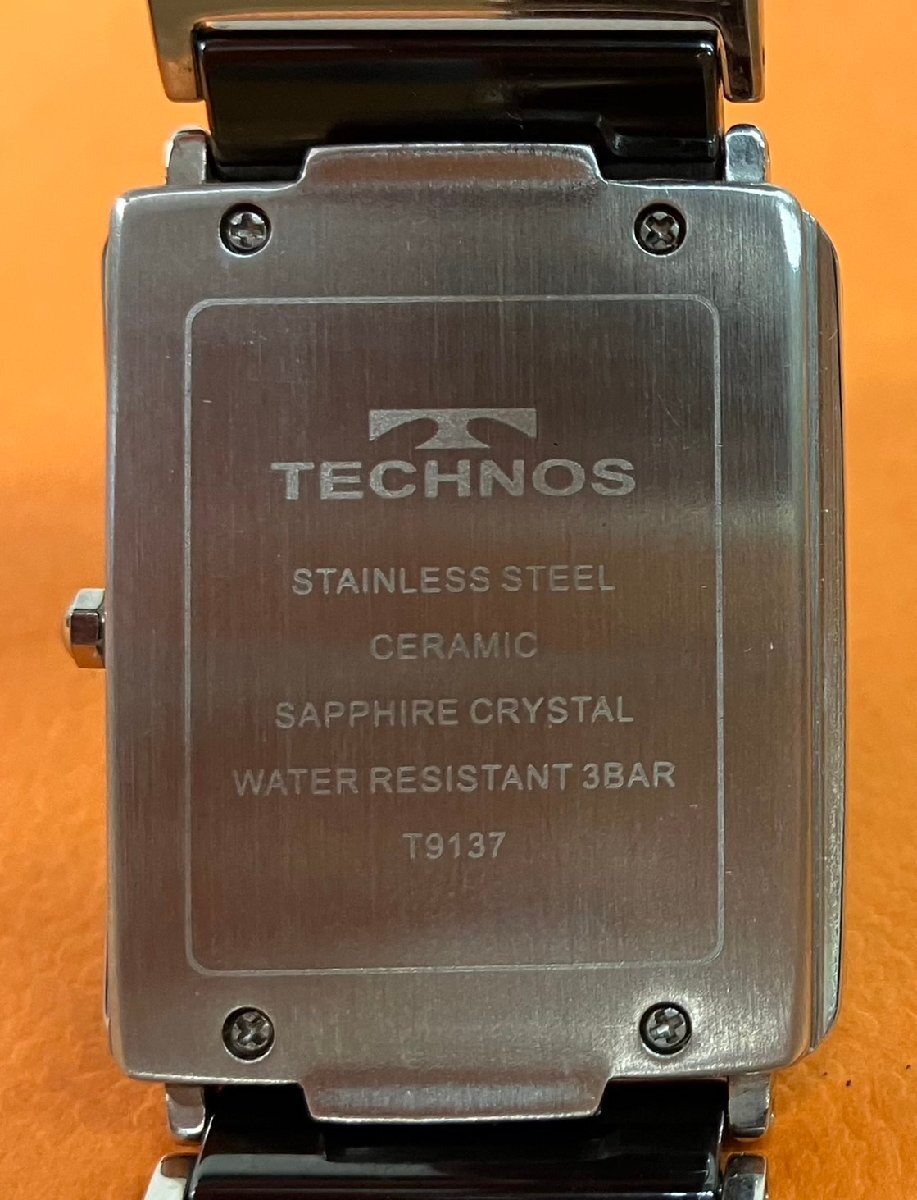 TECHNOS
STAINLESS STEEL
CERAMIC
SAPPHIRE CRYSTAL
WATER RESISTANT 3BAR
T9137